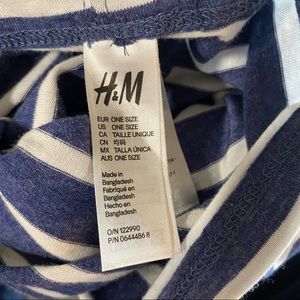 H&M
EUR ONE SIZE
US ONE SIZE
CA TAILLE UNIQUE
CN 均码
MX TALLA ÚNICA
AUS ONE SIZE
Made in
Bangladesh
Fabriqué en
Bangladesh
Hecho en
Bangladesh
O/N 122990
P/N 0644486 8